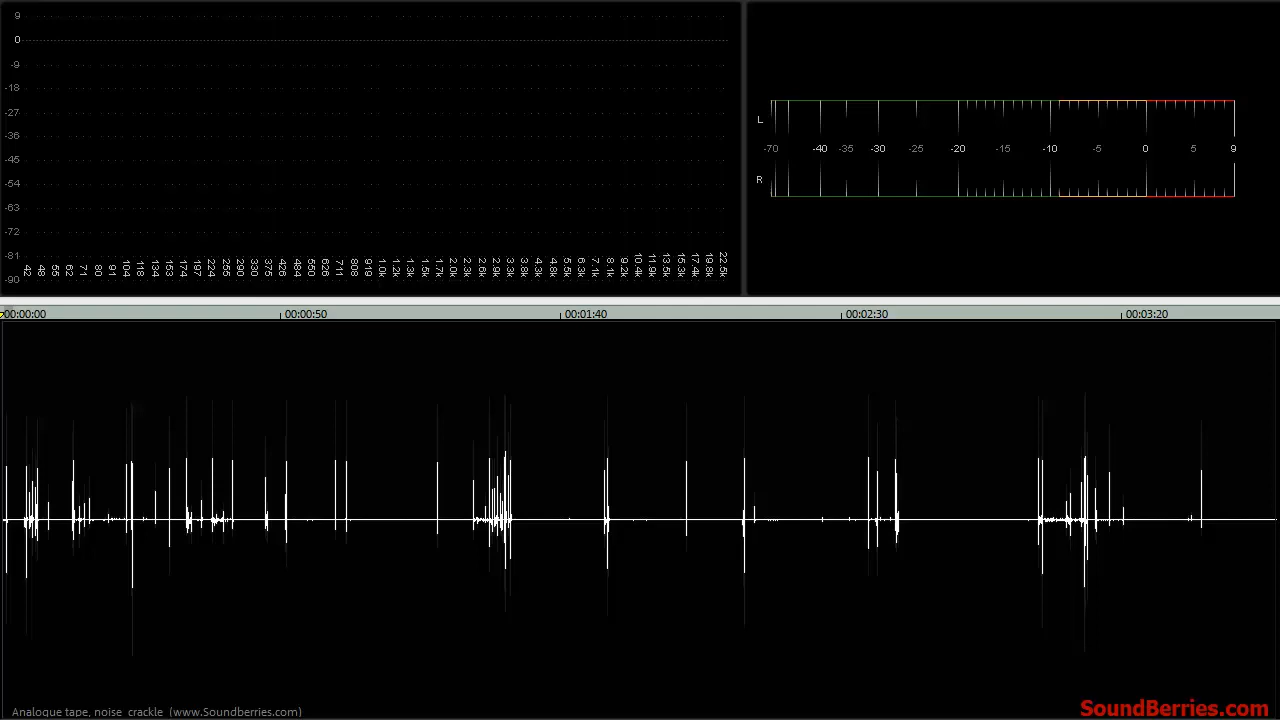 9
0
-9
-18
-27
-36
-45
-54
-63
-72
-81
-90
42 48 55 62 71 80 91 104 118 134 153 174 197 224 255 290 330 375 426 484 550 626 711 808 919 1.0k 1.2k 1.3k 1.5k 1.7k 2.0k 2.3k 2.6k 2.9k 3.3k 3.8k 4.3k 4.8k 5.5k 6.3k 7.1k 8.1k 9.2k 10.4k 11.9k 13.5k 15.3k 17.4k 19.8k 22.5k
L
-70 -40 -35 -30 -25 -20 -15 -10 -5 0 5 9
R
00:00:00 00:00:50 00:01:40 00:02:30 00:03:20
Analogue tape, noise crackle (www.Soundberries.com)
SoundBerries.com